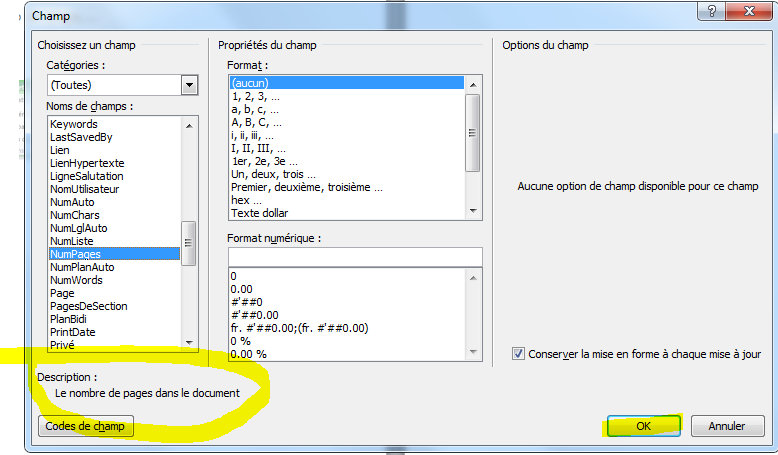 Champ
Choisissez un champ
Catégories :
(Toutes)
Noms de champs :
Keywords
LastSavedBy
Lien
LienHypertexte
LigneSalutation
NomUtilisateur
NumAuto
NumChars
NumLglAuto
NumListe
NumPages
NumPlanAuto
NumWords
Page
PagesDeSection
PlanBidi
PrintDate
Privé
Propriétés du champ
Format :
(aucun)
1, 2, 3, ...
a, b, c, ...
A, B, C, ...
i, ii, iii, ...
I, II, III, ...
1er, 2e, 3e ...
Un, deux, trois ...
Premier, deuxième, troisième ...
hex ...
Texte dollar
Format numérique :
0
0.00
#'##0
#'##0.00
fr. #'##0.00;(fr. #'##0.00)
0 %
0.00 %
Options du champ
Aucune option de champ disponible pour ce champ
Conserver la mise en forme à chaque mise à jour
Description :
Le nombre de pages dans le document
Codes de champ
OK
Annuler